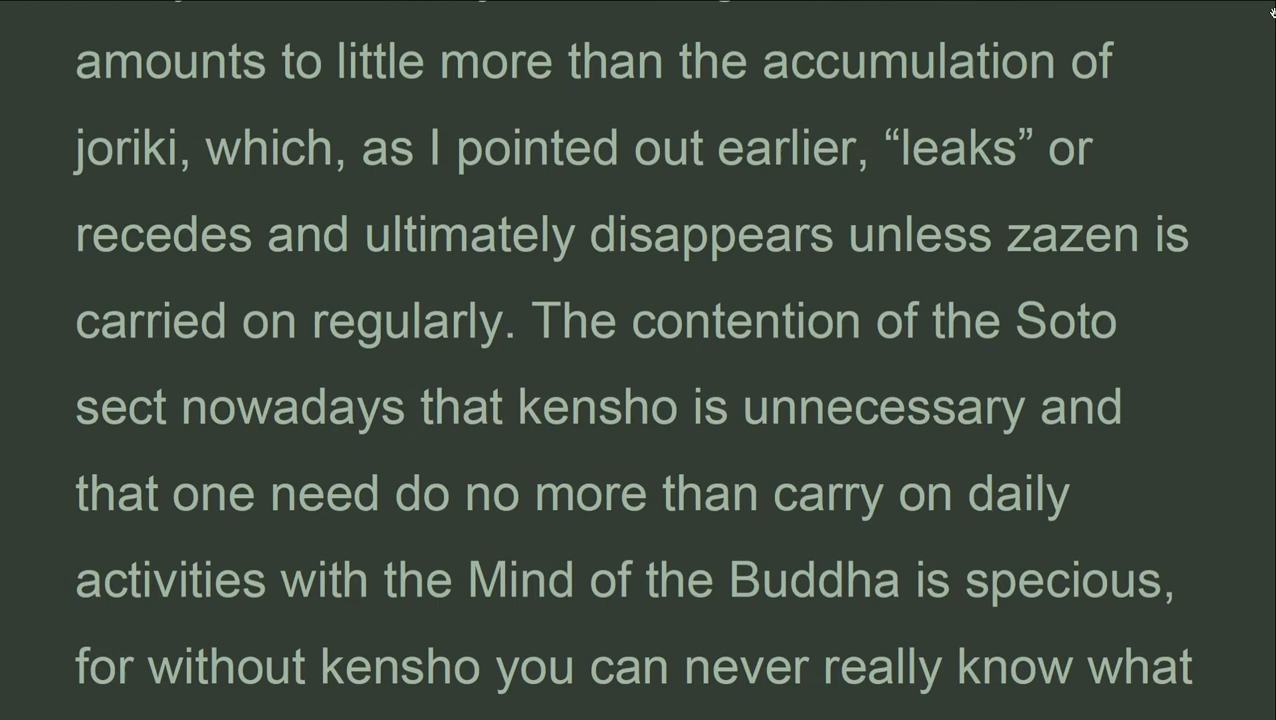 amounts to little more than the accumulation of
joriki, which, as I pointed out earlier, “leaks” or
recedes and ultimately disappears unless zazen is
carried on regularly. The contention of the Soto
sect nowadays that kensho is unnecessary and
that one need do no more than carry on daily
activities with the Mind of the Buddha is specious,
for without kensho you can never really know what